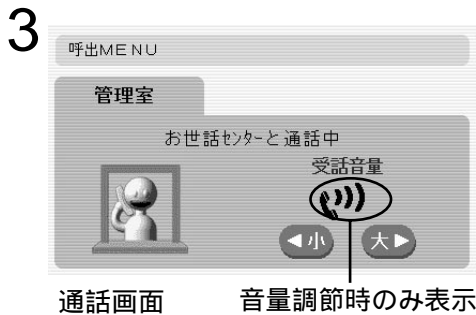 3
呼出MENU
管理室
お世話ｾﾝﾀｰと通話中
受話音量
◀小 大▶
通話画面 音量調節時のみ表示